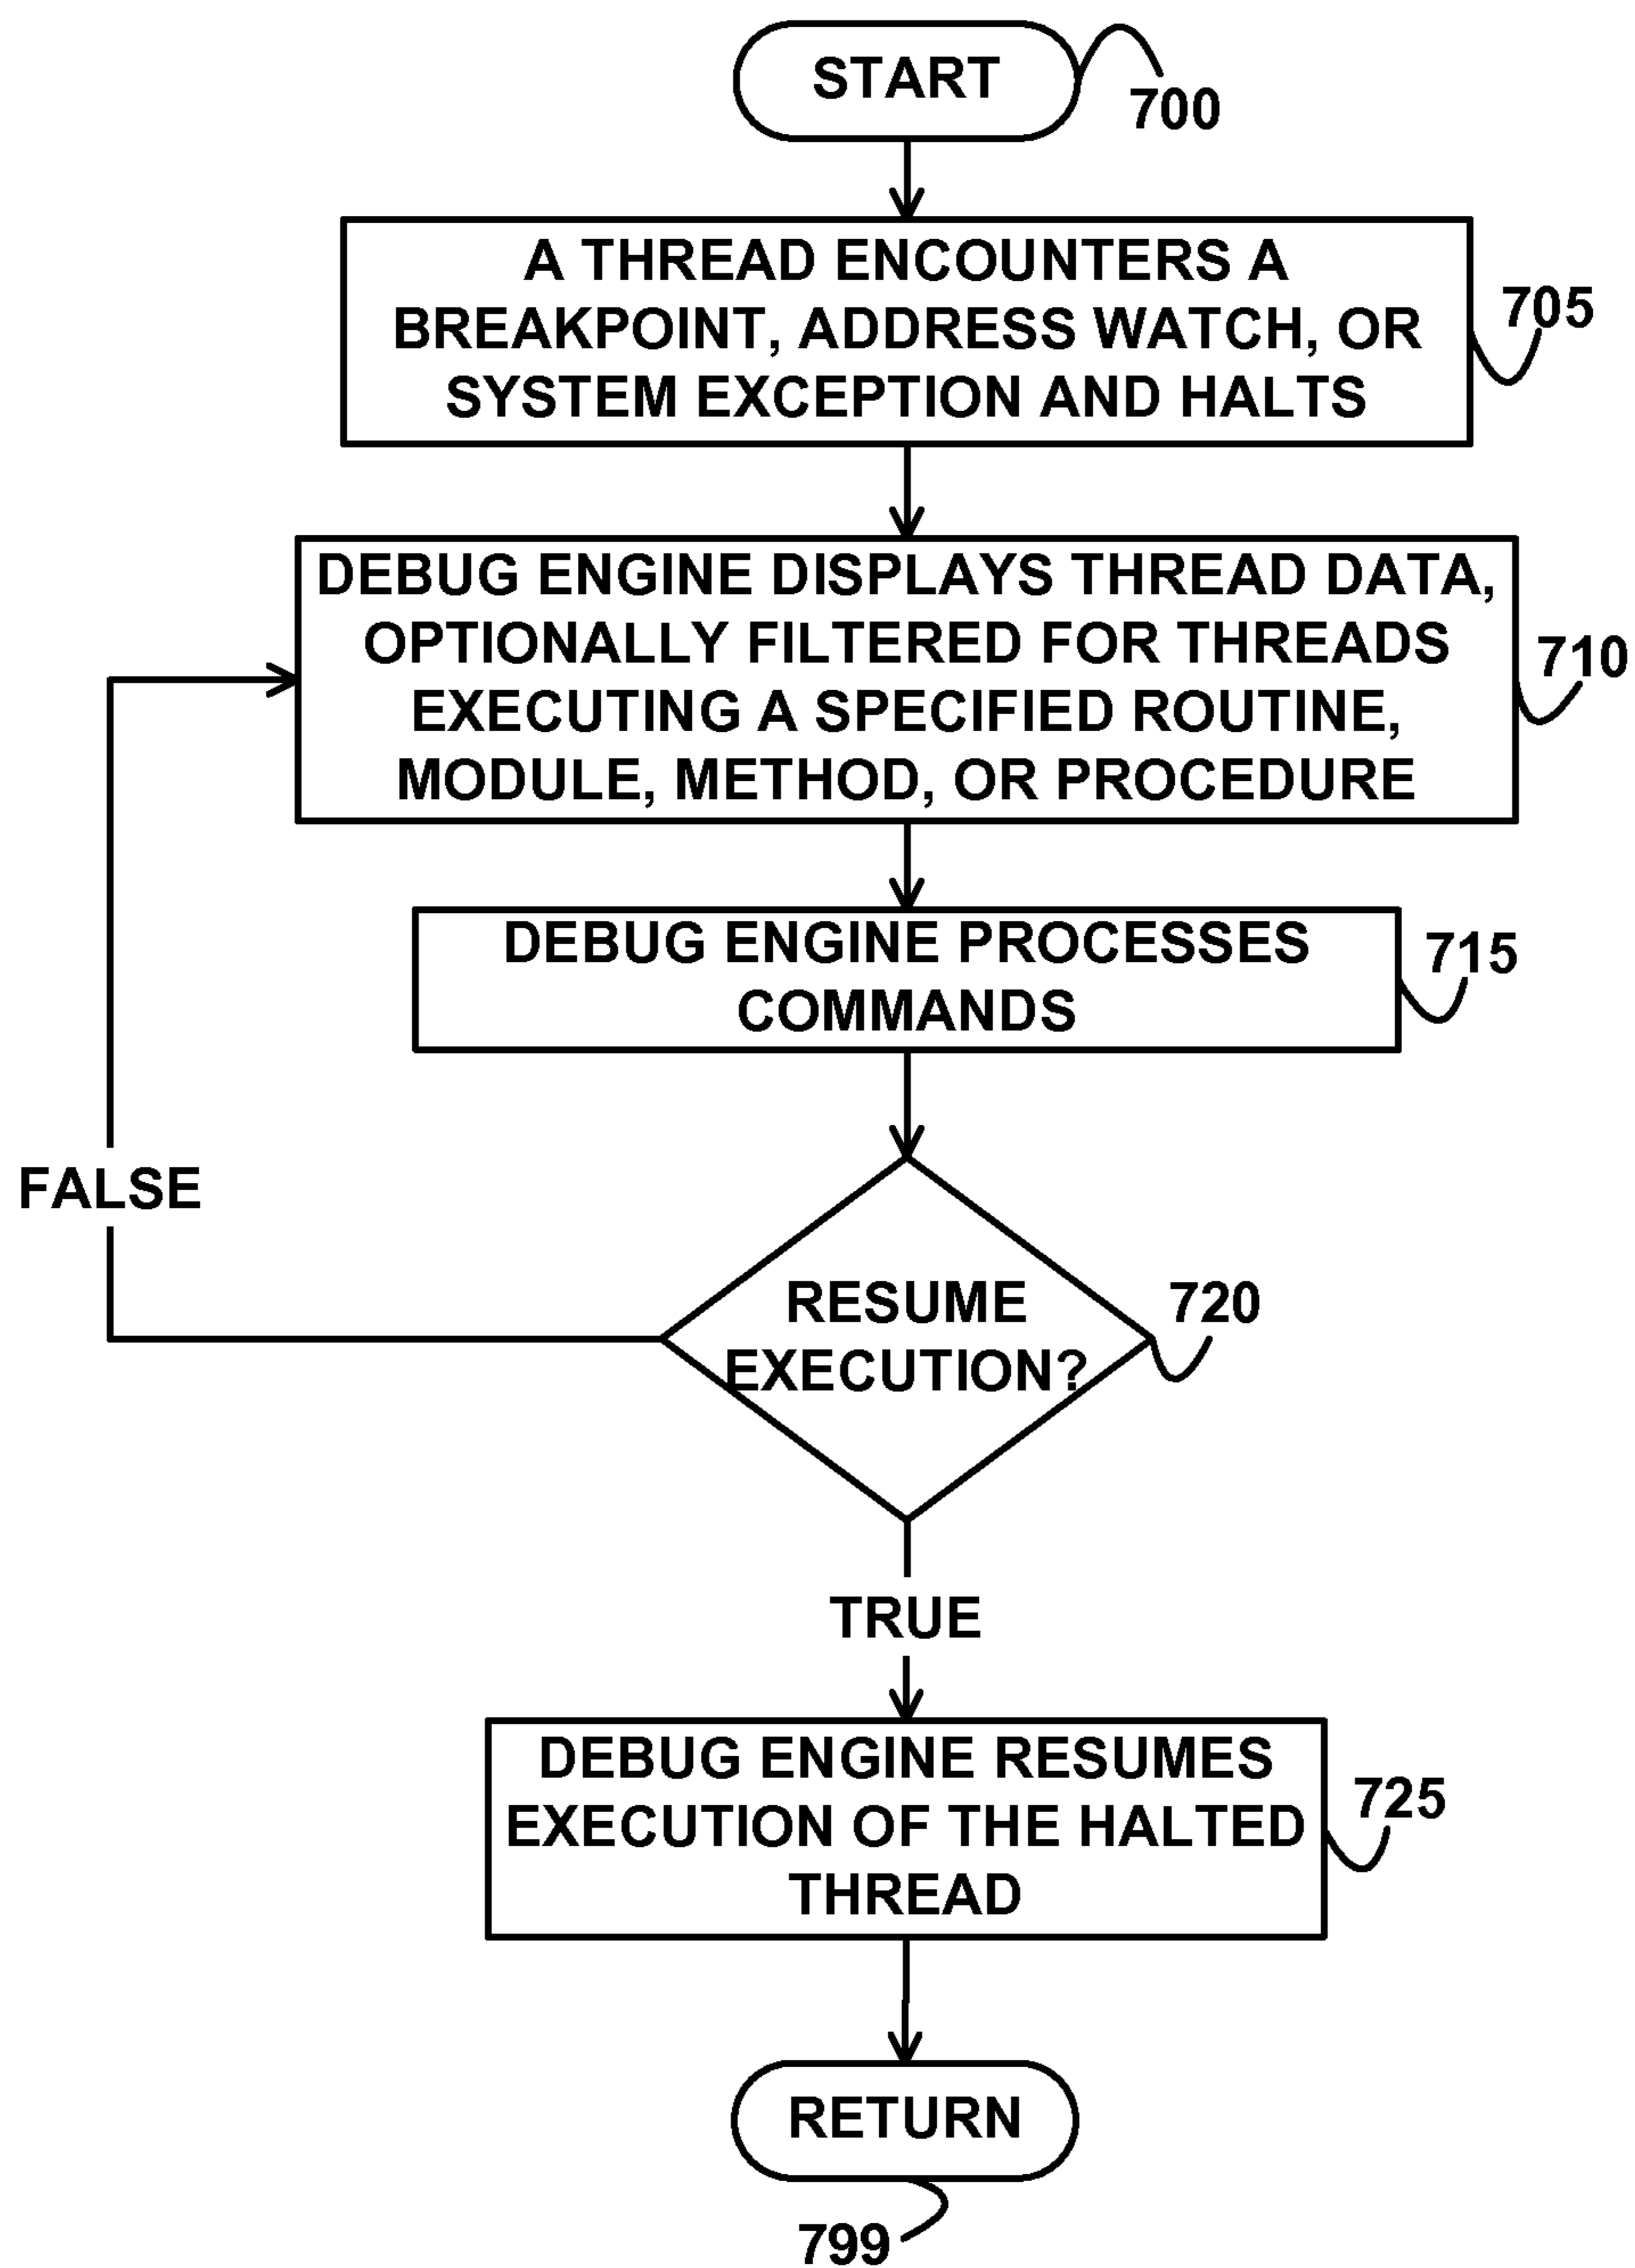 START
700
A THREAD ENCOUNTERS A
BREAKPOINT, ADDRESS WATCH, OR
SYSTEM EXCEPTION AND HALTS
705
DEBUG ENGINE DISPLAYS THREAD DATA,
OPTIONALLY FILTERED FOR THREADS
EXECUTING A SPECIFIED ROUTINE,
MODULE, METHOD, OR PROCEDURE
710
DEBUG ENGINE PROCESSES
COMMANDS
715
FALSE
RESUME
EXECUTION?
720
TRUE
DEBUG ENGINE RESUMES
EXECUTION OF THE HALTED
THREAD
725
RETURN
799